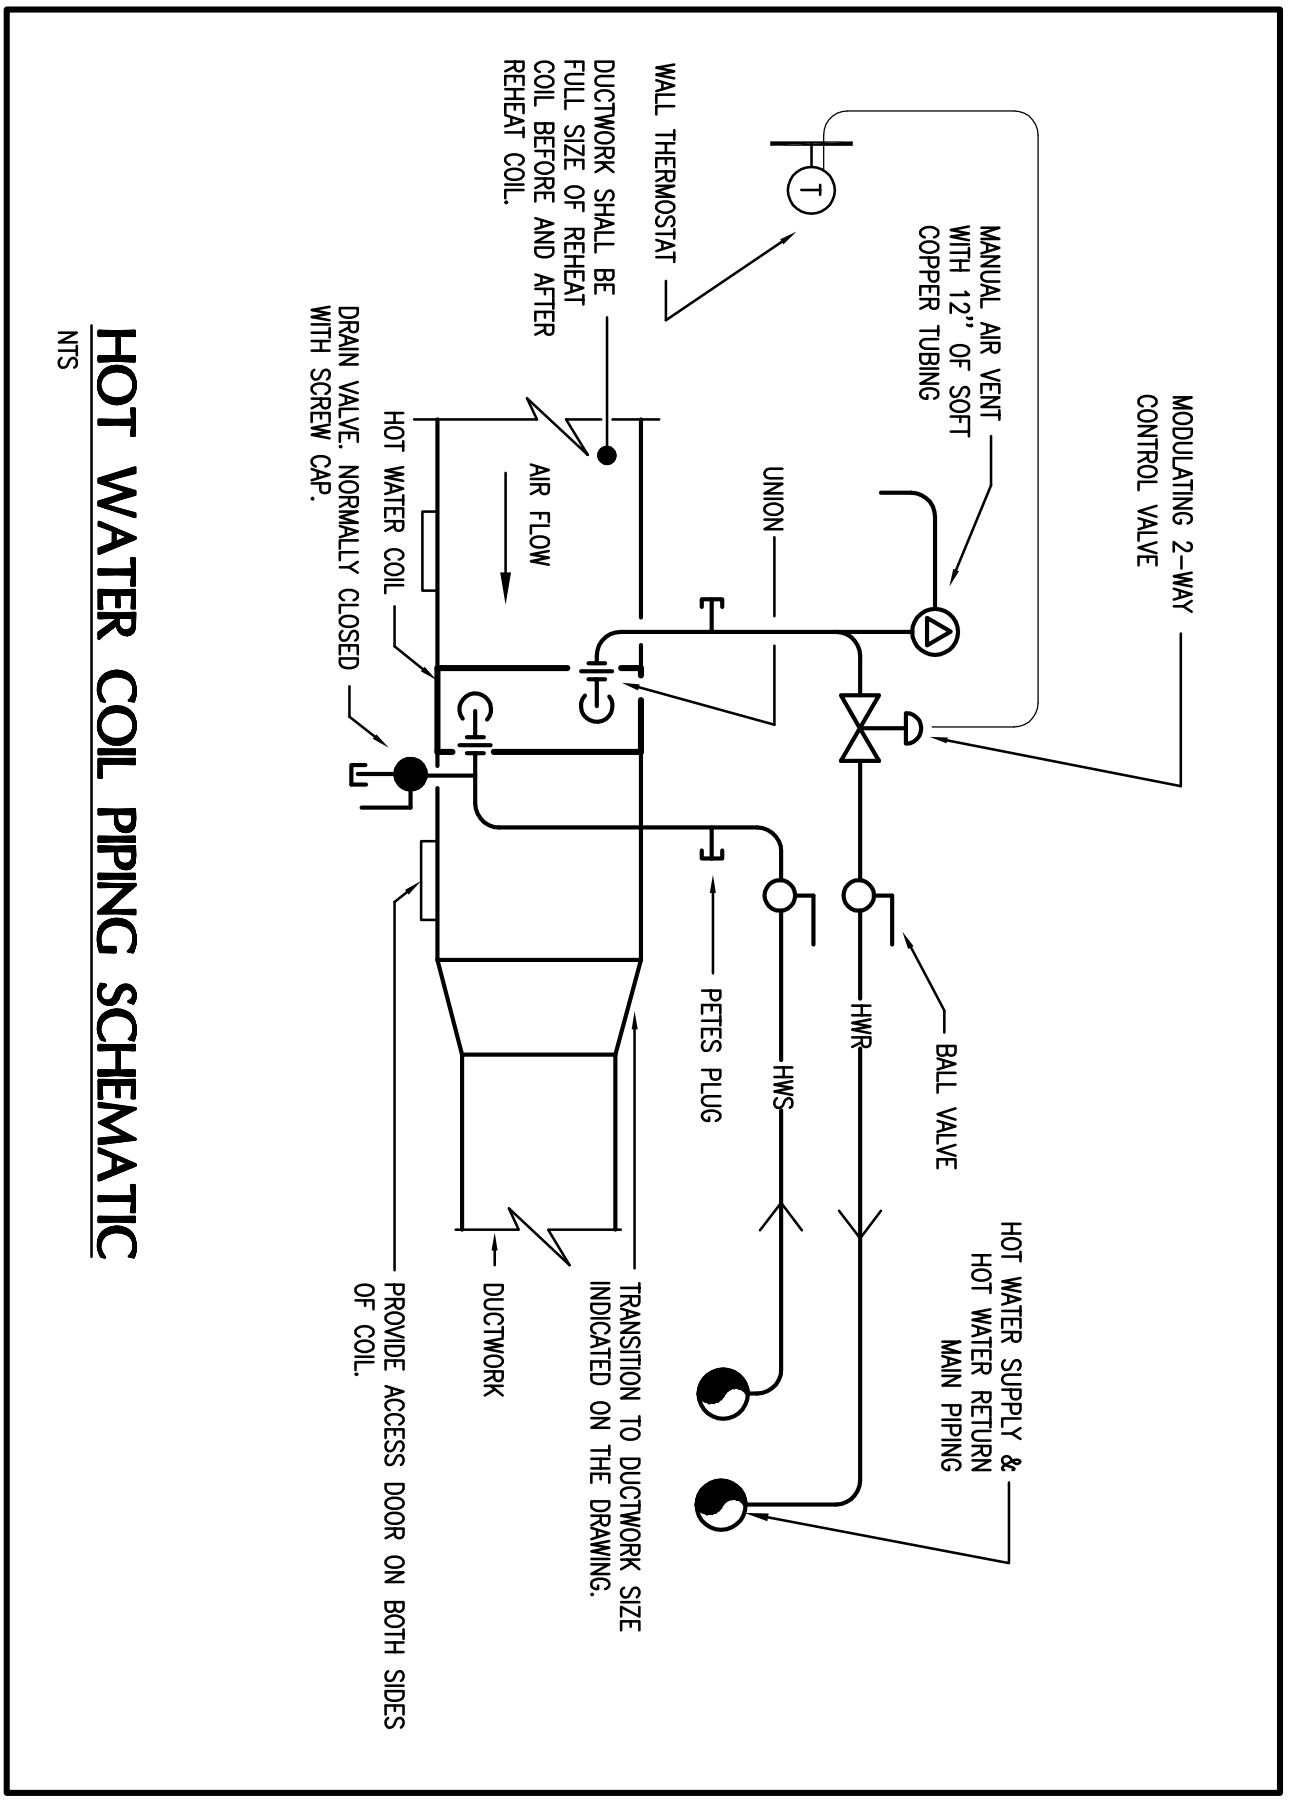 MODULATING 2-WAY
CONTROL VALVE
MANUAL AIR VENT
WITH 12" OF SOFT
COPPER TUBING
HOT WATER SUPPLY &
HOT WATER RETURN
MAIN PIPING
BALL VALVE
T
HWR
UNION
HWS
PETES PLUG
WALL THERMOSTAT
DUCTWORK SHALL BE
FULL SIZE OF REHEAT
COIL BEFORE AND AFTER
REHEAT COIL.
TRANSITION TO DUCTWORK SIZE
INDICATED ON THE DRAWING.
AIR FLOW
DUCTWORK
HOT WATER COIL
PROVIDE ACCESS DOOR ON BOTH SIDES
OF COIL.
DRAIN VALVE. NORMALLY CLOSED
WITH SCREW CAP.
HOT WATER COIL PIPING SCHEMATIC
NTS